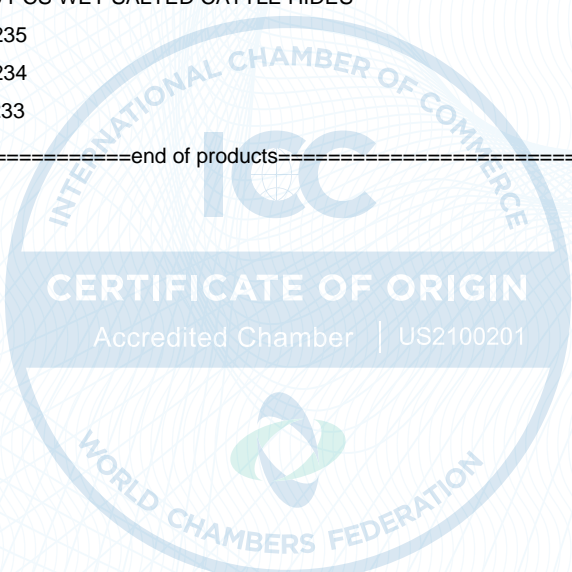 WET SALTED CATTLE HIDES
235
234
233
end of products
INTERNATIONAL CHAMBER OF COMMERCE
ICC
CERTIFICATE OF ORIGIN
Accredited Chamber | US2100201
WORLD CHAMBERS FEDERATION